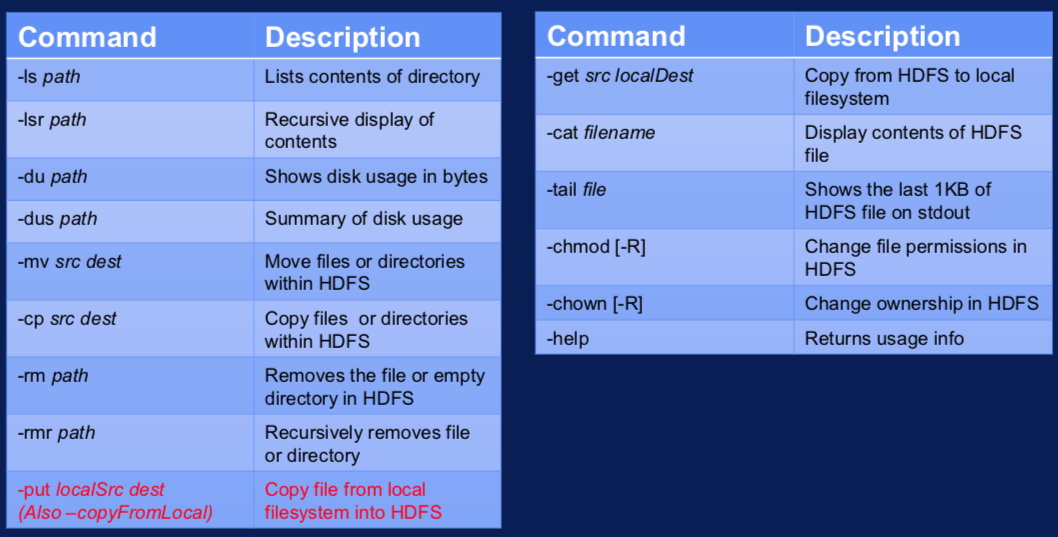 Command Description
-ls path Lists contents of directory
-lsr path Recursive display of
contents
-du path Shows disk usage in bytes
-dus path Summary of disk usage
-mv src dest Move files or directories
within HDFS
-cp src dest Copy files or directories
within HDFS
-rm path Removes the file or empty
directory in HDFS
-rmr path Recursively removes file
or directory
-put localSrc dest Copy file from local
(Also –copyFromLocal) filesystem into HDFS
Command Description
-get src localDest Copy from HDFS to local
filesystem
-cat filename Display contents of HDFS
file
-tail file Shows the last 1KB of
HDFS file on stdout
-chmod [-R] Change file permissions in
HDFS
-chown [-R] Change ownership in HDFS
-help Returns usage info